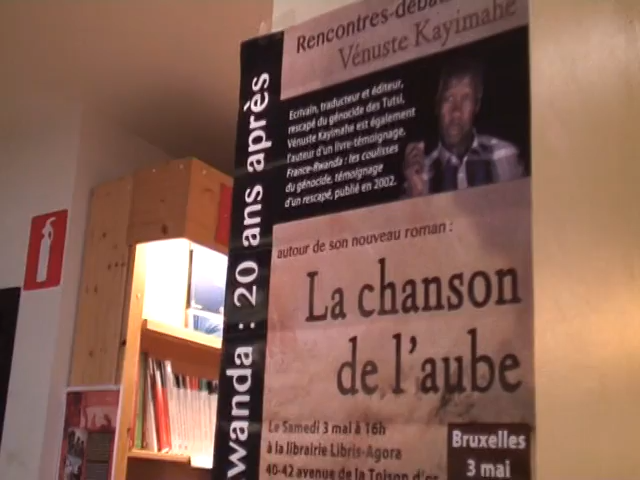 Rencontres-déba
Vénuste Kayimahe
Ecrivain, traducteur et éditeur,
rescapé du génocide des Tutsi,
Vénuste Kayimahe est également
l'auteur d'un livre-témoignage,
France-Rwanda : les coulisses
du génocide, témoignage
d'un rescapé, publié en 2002.
wanda : 20 ans après
autour de son nouveau roman :
La chanson
de l'aube
Le Samedi 3 mai à 16h
à la librairie Libris-Agora
40-42 avenue de la Toison d'or
Bruxelles
3 mai